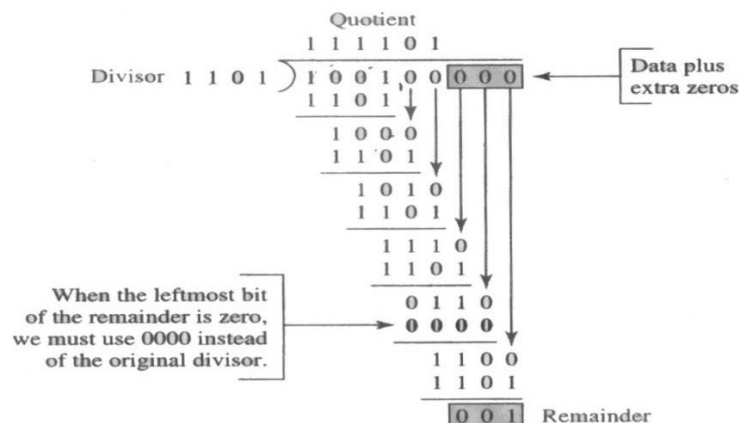 Quotient
1 1 1 1 0 1
Divisor 1 1 0 1 1 0 0 1 0 0 0 0 0
Data plus
extra zeros
1 1 0 1
1 0 0 0
1 1 0 1
1 0 1 0
1 1 0 1
1 1 1 0
1 1 0 1
When the leftmost bit
of the remainder is zero,
we must use 0000 instead
of the original divisor.
0 1 1 0
0 0 0 0
1 1 0 0
1 1 0 1
0 0 1 Remainder